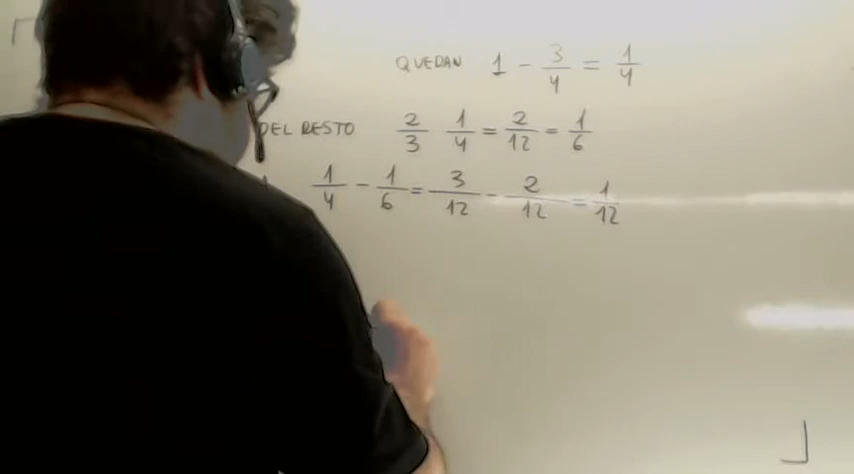 QUEDAN 1 - 3/4 = 1/4
DEL RESTO 2/3 1/4 = 2/12 = 1/6
1/4 - 1/6 = 3/12 - 2/12 = 1/12